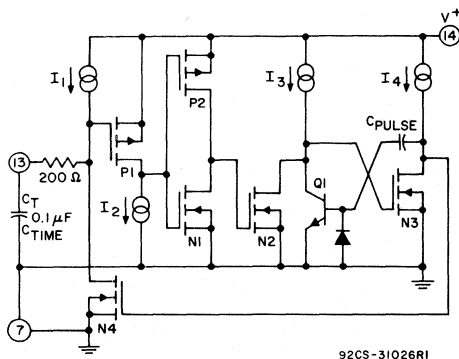 V+
14
I1
I3
I4
P2
CPULSE
P1
Q1
13
200 Ω
CT
0.1 µF
CTIME
I2
N1
N2
N3
7
N4
92CS-31026R1